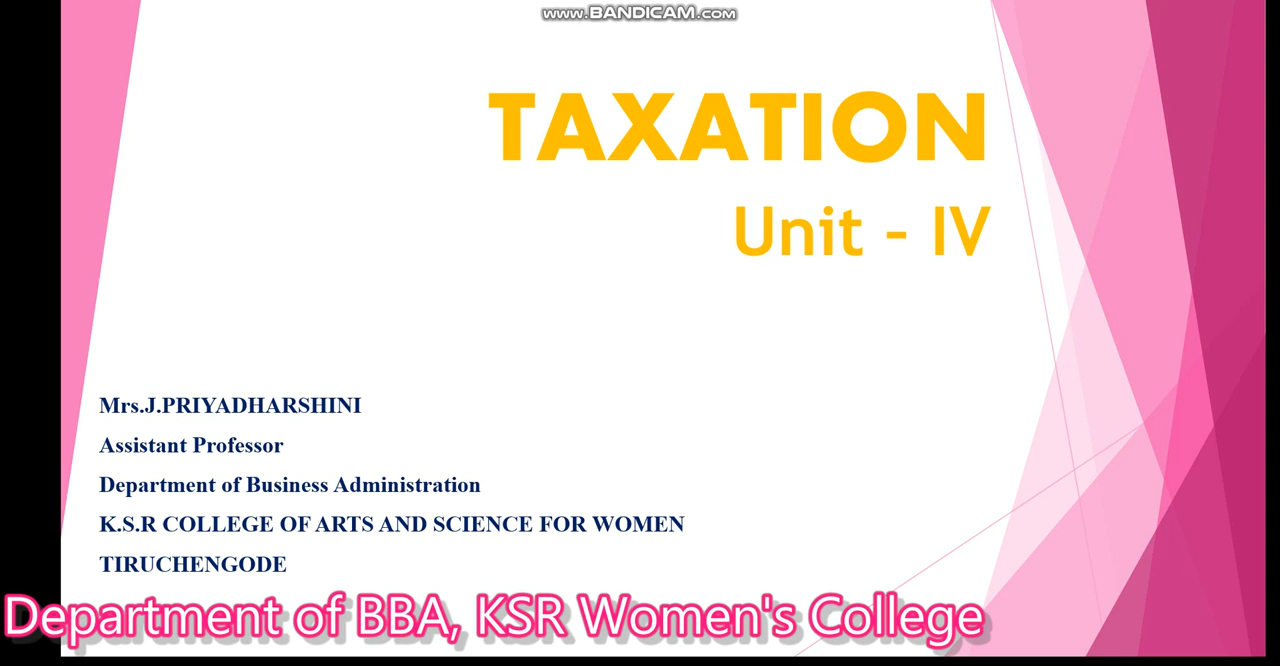 www.BANDICAM.com
TAXATION
Unit - IV
Mrs.J.PRIYADHARSHINI
Assistant Professor
Department of Business Administration
K.S.R COLLEGE OF ARTS AND SCIENCE FOR WOMEN
TIRUCHENGODE
Department of BBA, KSR Women's College